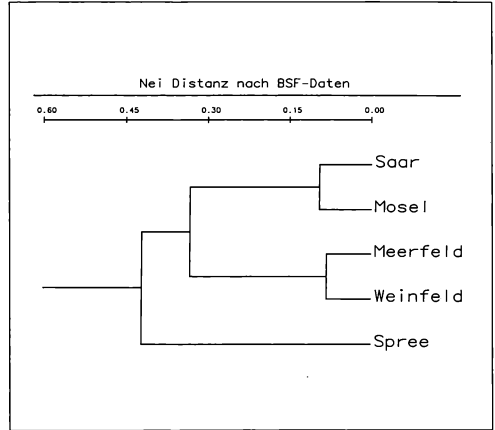 Nei Distanz nach BSF-Daten
0.60 0.45 0.30 0.15 0.00
Saar
Mosel
Meerfeld
Weinfeld
Spree